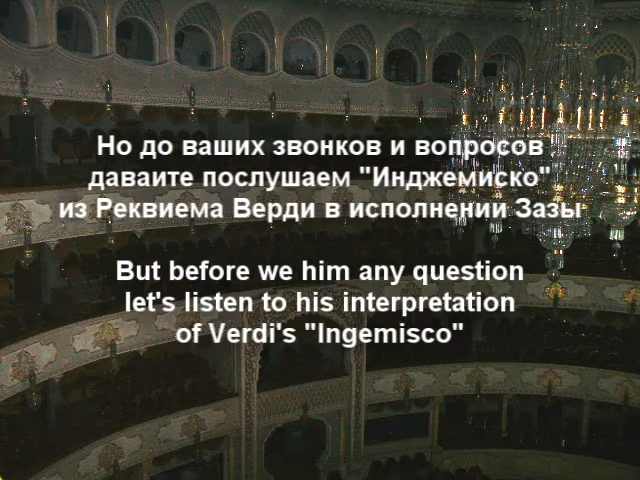 Но до ваших звонков и вопросов
даваите послушаем "Инджемиско"
из Реквиема Верди в исполнении Зазы
But before we him any question
let's listen to his interpretation
of Verdi's "Ingemisco"